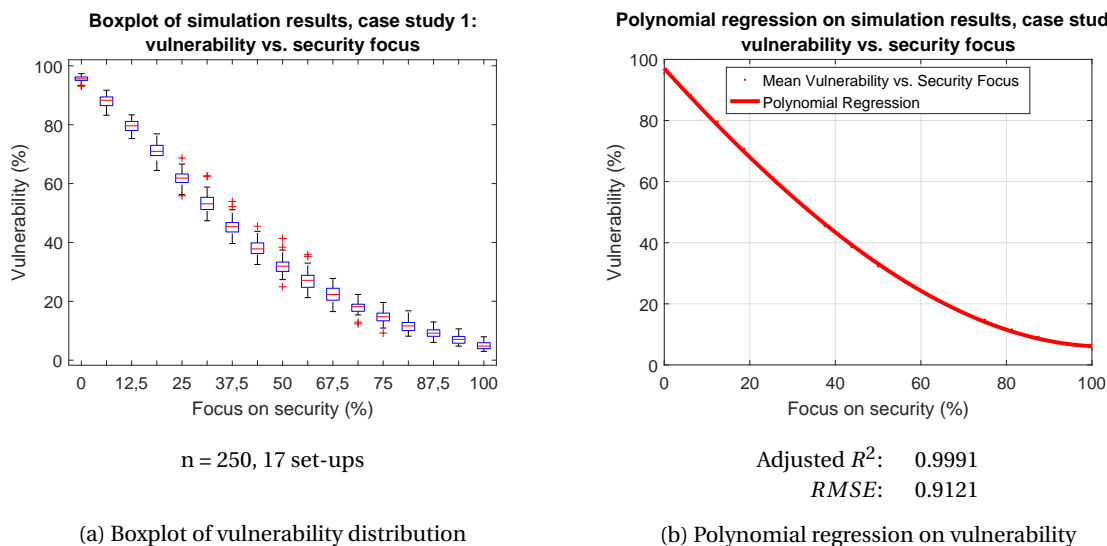 Boxplot of simulation results, case study 1:
vulnerability vs. security focus
100
80
60
40
20
0
Vulnerability (%)
0 12,5 25 37,5 50 67,5 75 87,5 100
Focus on security (%)
n = 250, 17 set-ups
(a) Boxplot of vulnerability distribution
Polynomial regression on simulation results, case stud
vulnerability vs. security focus
100
80
60
40
20
0
Vulnerability (%)
Mean Vulnerability vs. Security Focus
Polynomial Regression
0 20 40 60 80 100
Focus on security (%)
Adjusted R²: 0.9991
RMSE: 0.9121
(b) Polynomial regression on vulnerability